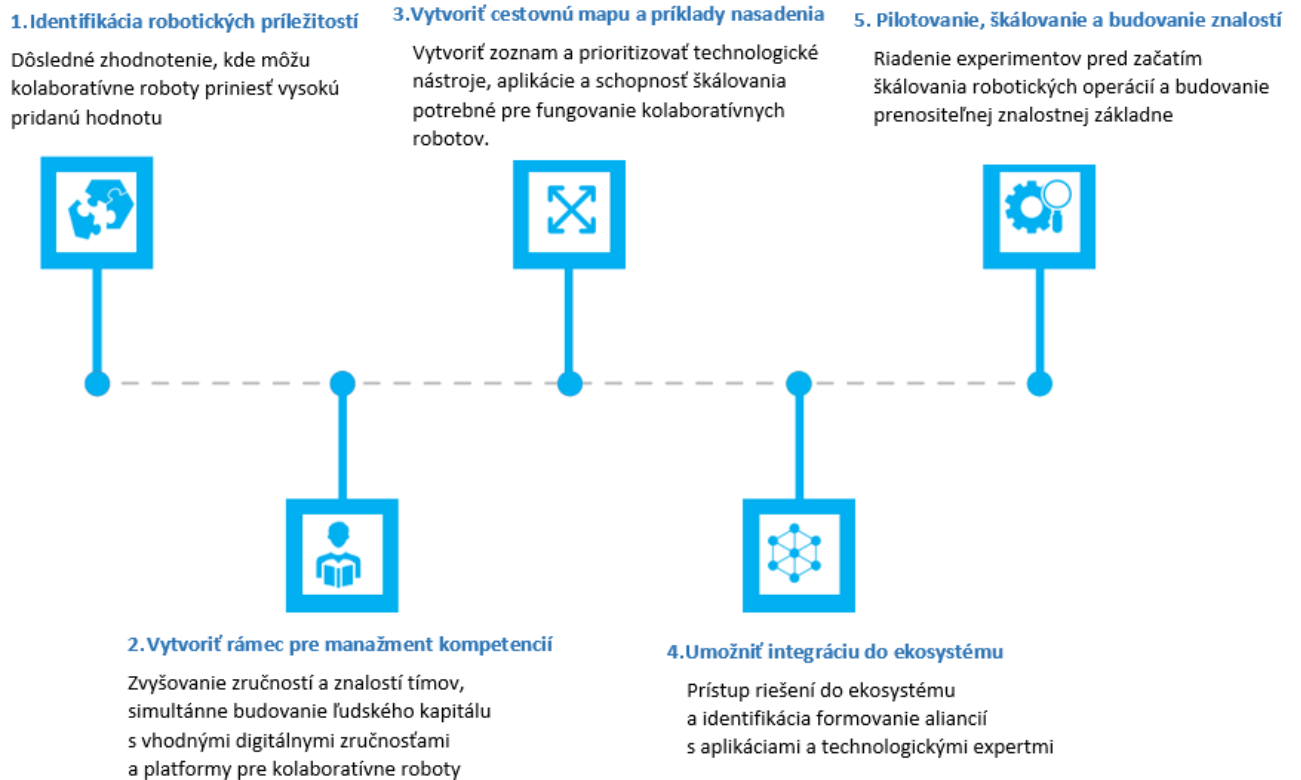 1.Identifikácia robotických príležitostí
Dôsledné zhodnotenie, kde môžu
kolaboratívne roboty priniesť vysokú
pridanú hodnotu
2.Vytvoriť rámec pre manažment kompetencií
Zvyšovanie zručností a znalostí tímov,
simultánne budovanie ľudského kapitálu
s vhodnými digitálnymi zručnosťami
a platformy pre kolaboratívne roboty
3.Vytvoriť cestovnú mapu a príklady nasadenia
Vytvoriť zoznam a prioritizovať technologické
nástroje, aplikácie a schopnosť škálovania
potrebné pre fungovanie kolaboratívnych
robotov.
4.Umožniť integráciu do ekosystému
Prístup riešení do ekosystému
a identifikácia formovanie aliancií
s aplikáciami a technologickými expertmi
5. Pilotovanie, škálovanie a budovanie znalostí
Riadenie experimentov pred začatím
škálovania robotických operácií a budovanie
prenositeľnej znalostnej základne